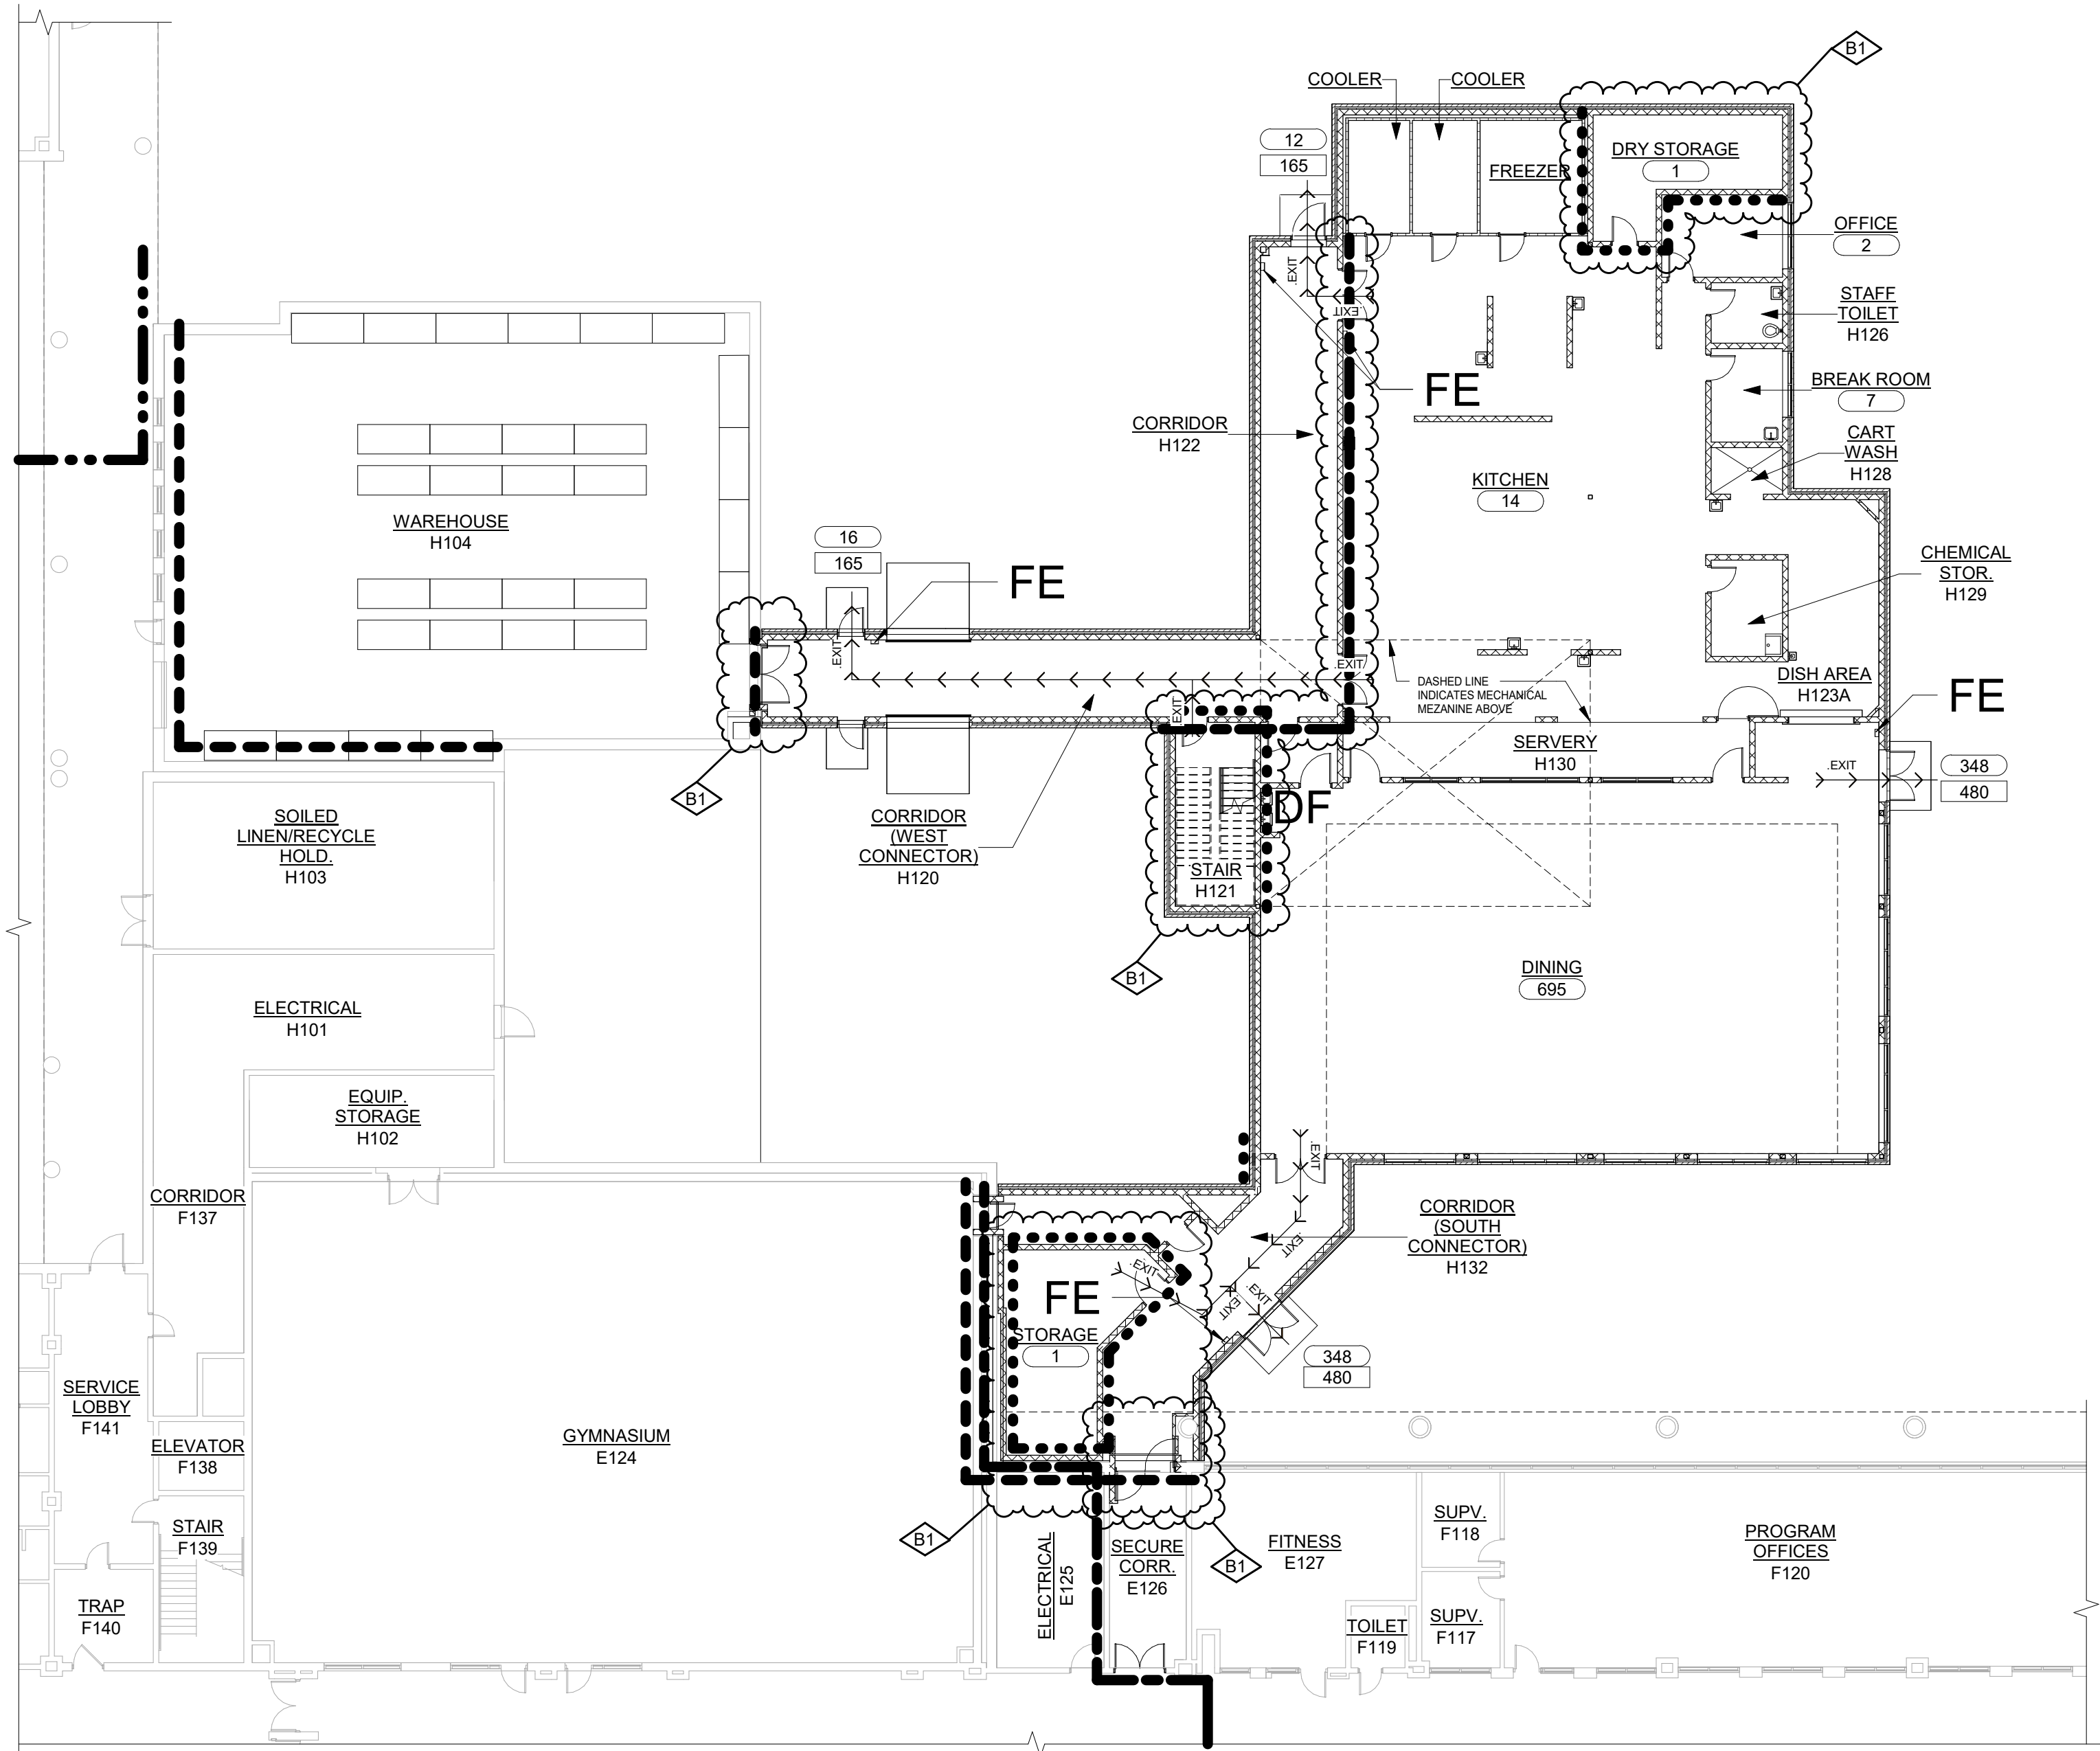 B1
COOLER
COOLER
12
165
DRY STORAGE
1
FREEZER
OFFICE
2
.EXIT
.EXIT
STAFF
TOILET
H126
FE
BREAK ROOM
7
CORRIDOR
H122
CART
WASH
H128
KITCHEN
14
WAREHOUSE
H104
16
165
FE
CHEMICAL
STOR.
H129
.EXIT
.EXIT
DASHED LINE
INDICATES MECHANICAL
MEZANINE ABOVE
DISH AREA
H123A
FE
.EXIT
SERVERY
H130
.EXIT
348
480
B1
DF
SOILED
LINEN/RECYCLE
HOLD.
H103
CORRIDOR
(WEST
CONNECTOR)
H120
STAIR
H121
B1
DINING
695
ELECTRICAL
H101
EQUIP.
STORAGE
H102
.EXIT
CORRIDOR
F137
CORRIDOR
(SOUTH
CONNECTOR)
H132
.EXIT
.EXIT
.EXIT
.EXIT
FE
STORAGE
1
348
480
SERVICE
LOBBY
F141
ELEVATOR
F138
GYMNASIUM
E124
STAIR
F139
B1
ELECTRICAL
E125
SECURE
CORR.
E126
B1
FITNESS
E127
SUPV.
F118
PROGRAM
OFFICES
F120
TRAP
F140
TOILET
F119
SUPV.
F117